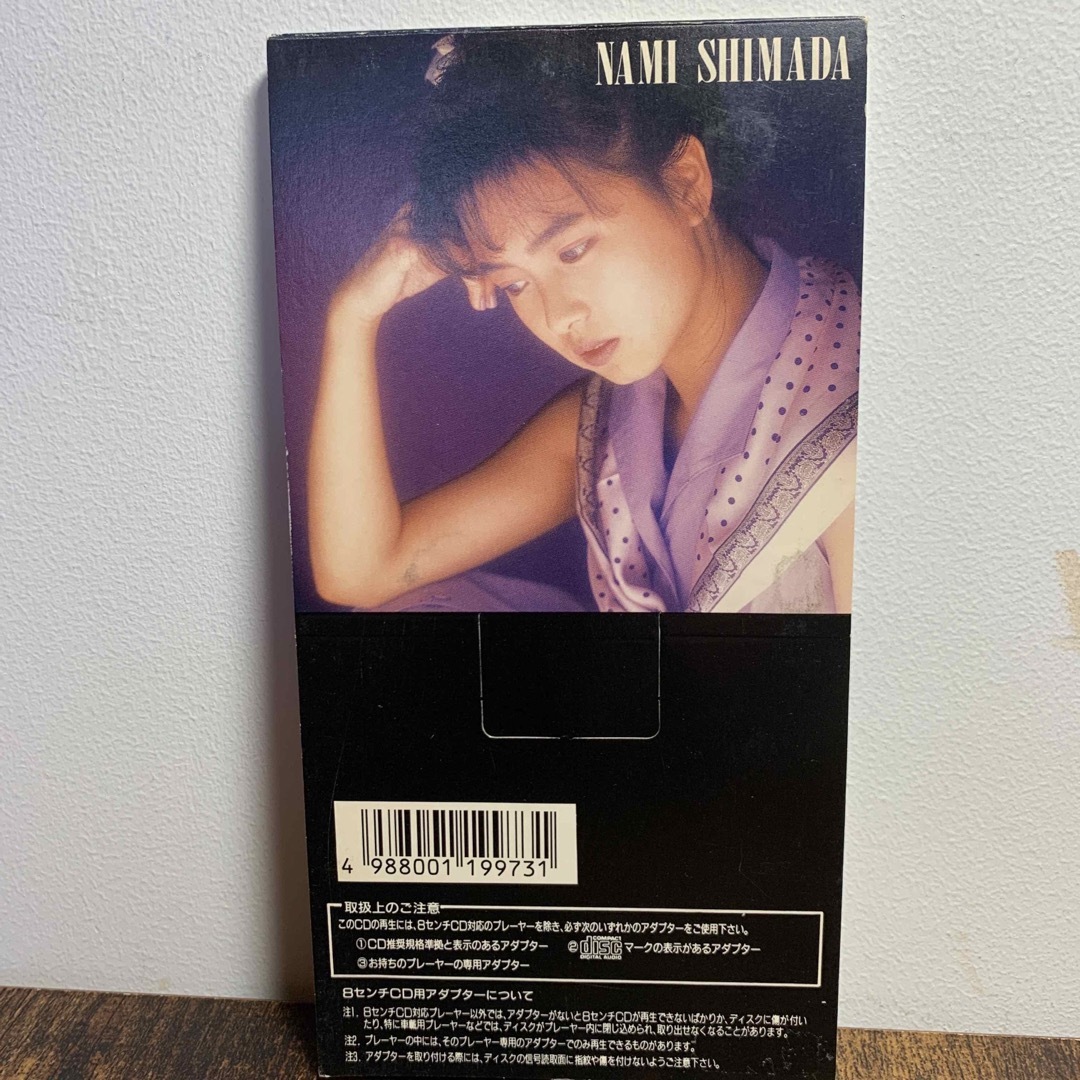 NAMI SHIMADA
4 988001 199731
取扱上のご注意
このCDの再生には、8センチCD対応のプレーヤーを除き、必ず次のいずれかのアダプターをご使用下さい。
①CD推奨規格準拠と表示のあるアダプター ②COMPACT disc DIGITAL AUDIO マークの表示があるアダプター
③お持ちのプレーヤーの専用アダプター
8センチCD用アダプターについて
注1. 8センチCD対応プレーヤー以外では、アダプターがないと8センチCDが再生できないばかりか、ディスクに傷が付い
たり、特に車載用プレーヤーなどでは、ディスクがプレーヤー内に閉じ込められ、取り出せなくなることがあります。
注2. プレーヤーの中には、そのプレーヤー専用のアダプターでのみ再生できるものがあります。
注3. アダプターを取り付ける際には、ディスクの信号読取面に指紋や傷を付けないようご注意下さい。